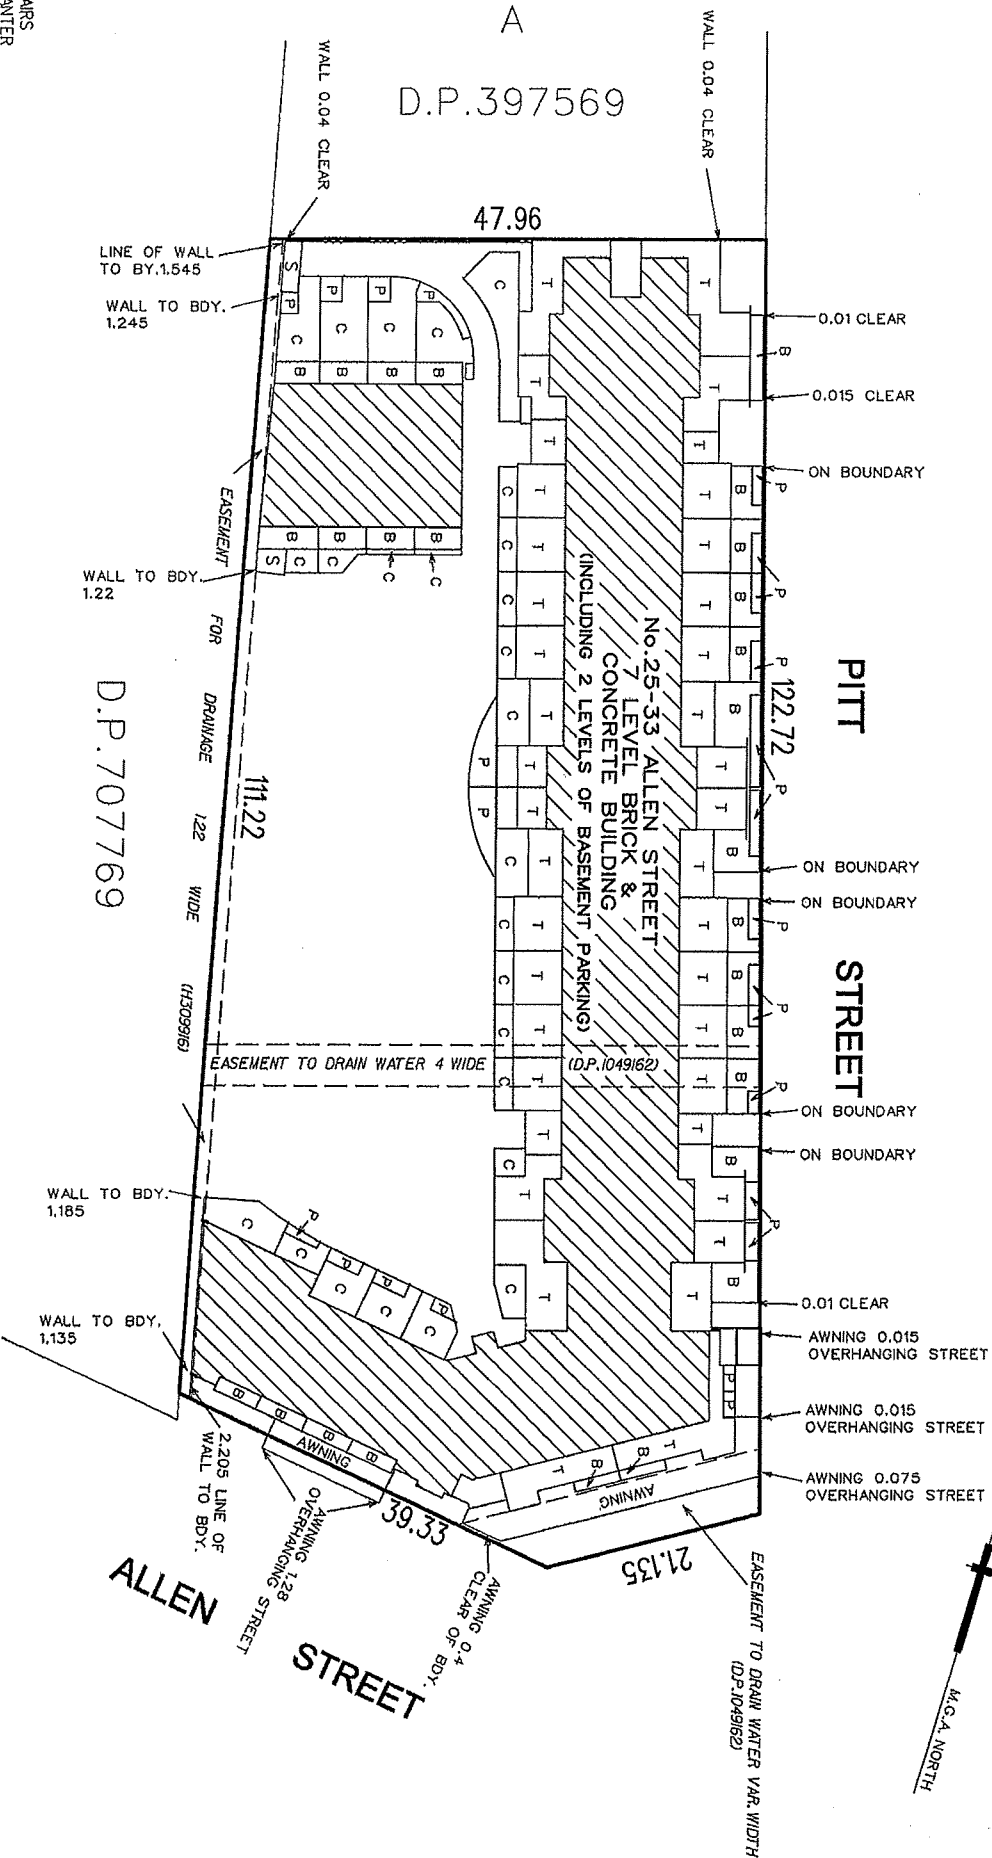 AIRS
ANTER
A
D.P.397569
WALL 0.04 CLEAR
WALL 0.04 CLEAR
47.96
LINE OF WALL
TO BY.1.545
WALL TO BDY.
1.245
S
P
P
P
P
P
C
C
C
C
B
B
B
B
C
T
T
T
T
T
T
0.01 CLEAR
B
0.015 CLEAR
ON BOUNDARY
P
B
B
B
B
S
C
C
C
C
WALL TO BDY.
1.22
EASEMENT FOR DRAINAGE 1.22 WIDE (H309916)
D.P.707769
111.22
C
T
T
B
C
T
T
B
P
C
T
T
B
P
C
T
T
B
P
122.72
C
T
T
B
P
P
T
T
P
P
T
T
C
T
T
B
No.25-33 ALLEN STREET
7 LEVEL BRICK &
CONCRETE BUILDING
(INCLUDING 2 LEVELS OF BASEMENT PARKING)
PITT STREET
ON BOUNDARY
ON BOUNDARY
C
T
T
B
P
C
T
T
B
P
C
T
T
B
P
C
T
T
B
P
EASEMENT TO DRAIN WATER 4 WIDE (D.P.1049162)
ON BOUNDARY
ON BOUNDARY
T
T
C
T
T
B
P
T
P
C
T
T
B
WALL TO BDY.
1.185
C
P
C
P
C
P
C
P
C
0.01 CLEAR
AWNING 0.015
OVERHANGING STREET
P
P
AWNING 0.015
OVERHANGING STREET
AWNING 0.075
OVERHANGING STREET
WALL TO BDY.
1.135
B
B
B
B
AWNING
T
T
B
B
AWNING
2.205 LINE OF
WALL TO BDY.
AWNING 1.28
OVERHANGING STREET
39.33
21.135
AWNING 0.4
CLEAR OF BDY.
EASEMENT TO DRAIN WATER VAR. WIDTH
(D.P.1049162)
ALLEN STREET
M.G.A. NORTH